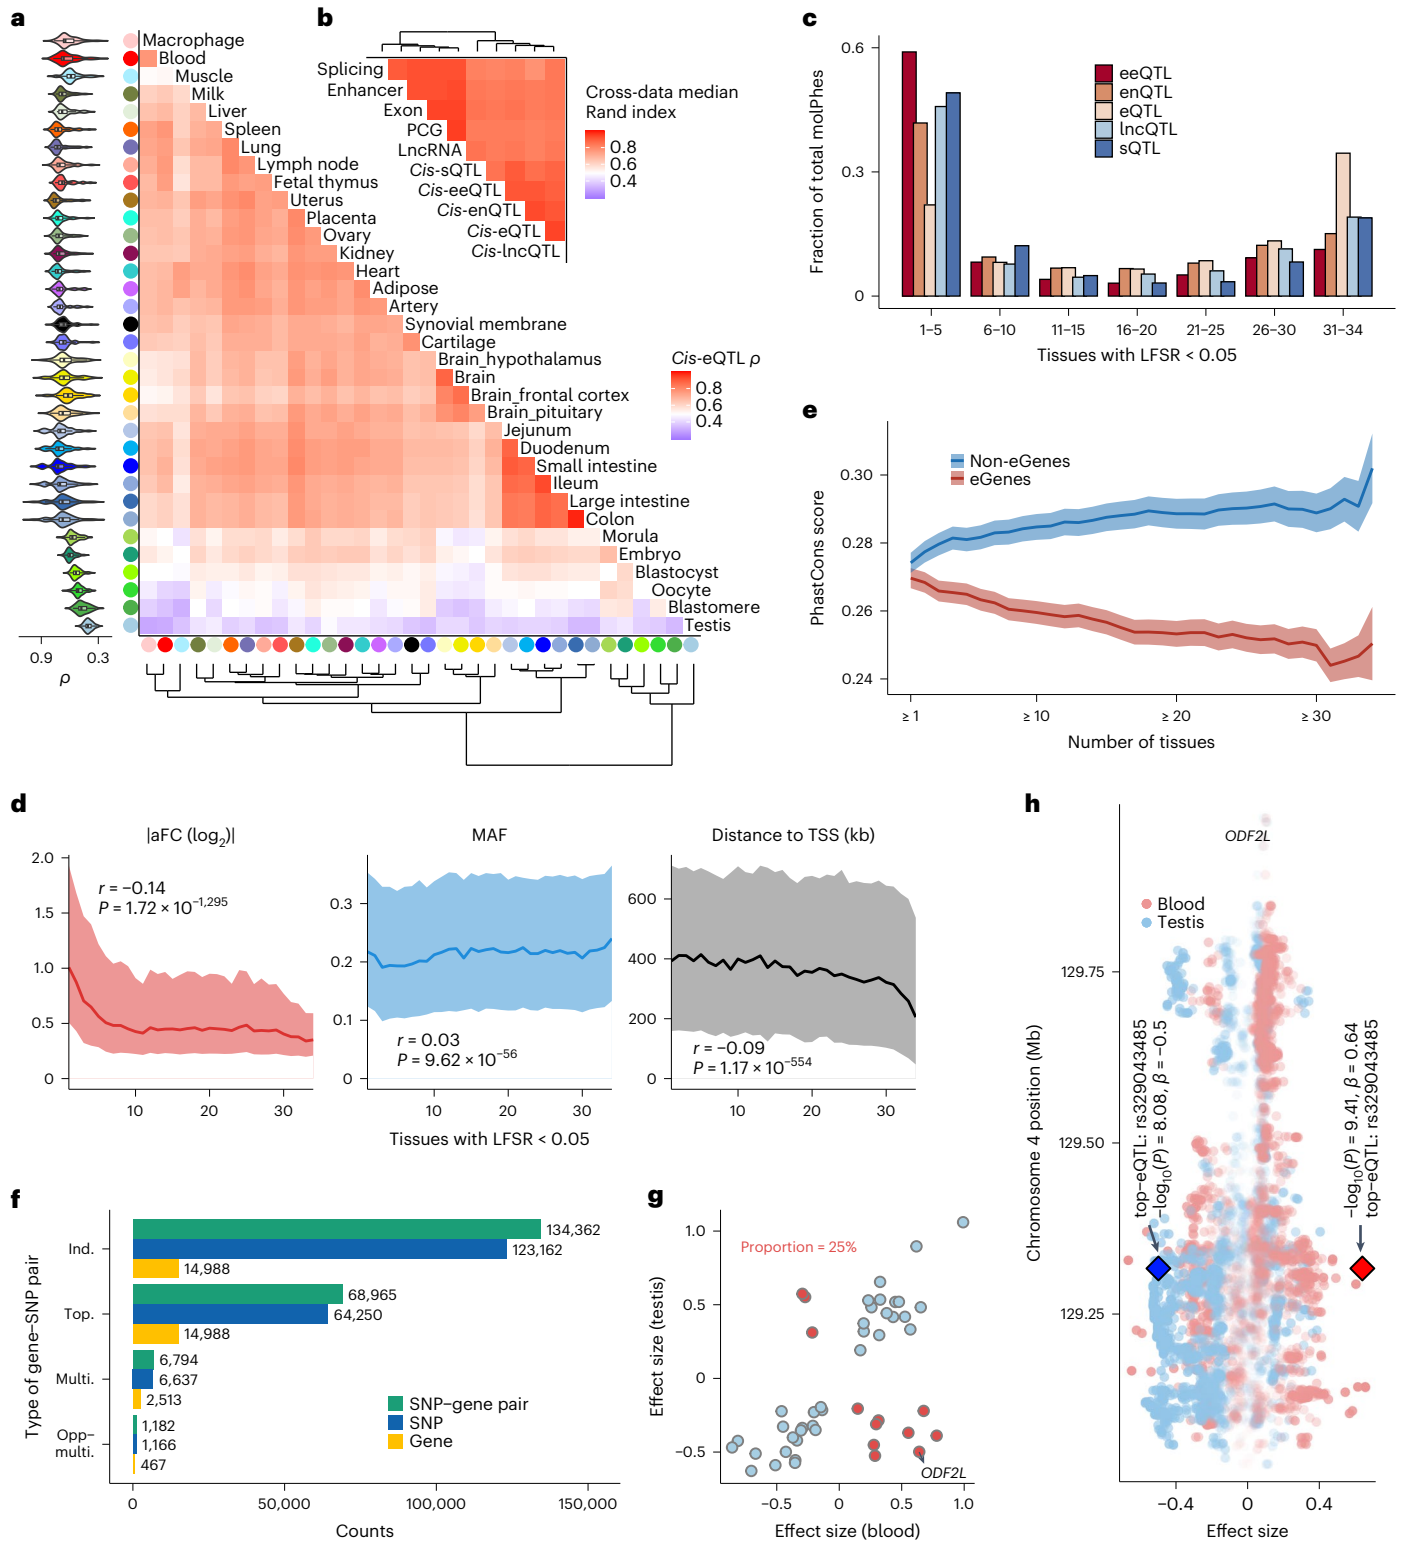 a
Macrophage
Blood
Muscle
Milk
Liver
Spleen
Lung
Lymph node
Fetal thymus
Uterus
Placenta
Ovary
Kidney
Heart
Adipose
Artery
Synovial membrane
Cartilage
Brain_hypothalamus
Brain
Brain_frontal cortex
Brain_pituitary
Jejunum
Duodenum
Small intestine
Ileum
Large intestine
Colon
Morula
Embryo
Blastocyst
Oocyte
Blastomere
Testis
0.9 0.3
ρ
Cis-eQTL ρ
0.8
0.6
0.4
b
Splicing
Enhancer
Exon
PCG
LncRNA
Cis-sQTL
Cis-eeQTL
Cis-enQTL
Cis-eQTL
Cis-lncQTL
Cross-data median
Rand index
0.8
0.6
0.4
c
Fraction of total molPhes
0.6
0.3
0
eeQTL
enQTL
eQTL
lncQTL
sQTL
1–5 6–10 11–15 16–20 21–25 26–30 31–34
Tissues with LFSR < 0.05
e
PhastCons score
0.30
0.28
0.26
0.24
Non-eGenes
eGenes
≥ 1 ≥ 10 ≥ 20 ≥ 30
Number of tissues
d
|aFC (log2)|
2.0
1.5
1.0
0.5
0
r = −0.14
P = 1.72 × 10−1,295
10 20 30
MAF
0.3
0.2
0.1
0
r = 0.03
P = 9.62 × 10−56
10 20 30
Distance to TSS (kb)
600
400
200
0
r = −0.09
P = 1.17 × 10−554
10 20 30
Tissues with LFSR < 0.05
f
Type of gene–SNP pair
Ind.
134,362
123,162
14,988
Top.
68,965
64,250
14,988
Multi.
6,794
6,637
2,513
Opp–
multi.
1,182
1,166
467
SNP–gene pair
SNP
Gene
0 50,000 100,000 150,000
Counts
g
Effect size (testis)
1.0
0.5
0
−0.5
Proportion = 25%
ODF2L
−0.5 0 0.5 1.0
Effect size (blood)
h
ODF2L
Blood
Testis
Chromosome 4 position (Mb)
129.75
129.50
129.25
top−eQTL: rs329043485
−log10(P) = 8.08, β = −0.5
−log10(P) = 9.41, β = 0.64
top−eQTL: rs329043485
−0.4 0 0.4
Effect size